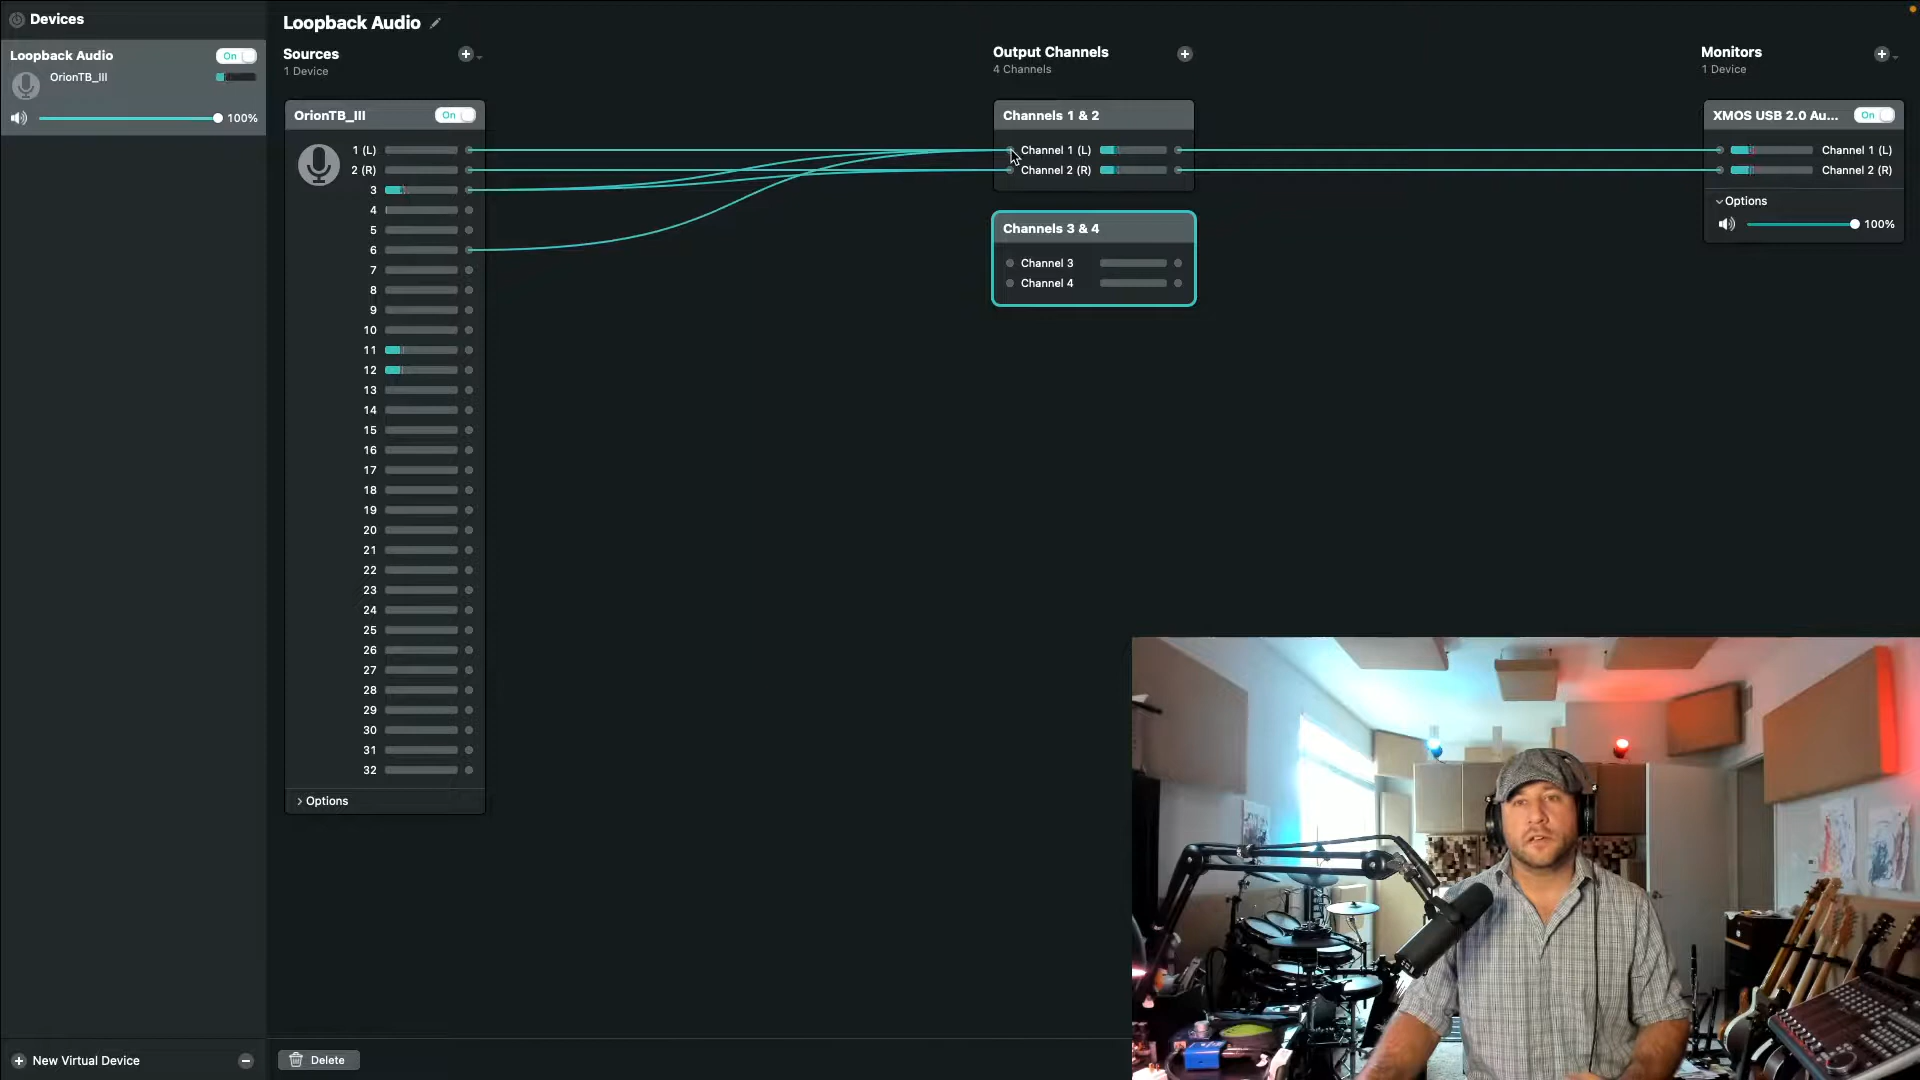 Devices
Loopback Audio
On
OrionTB_III
100%
New Virtual Device
Loopback Audio
Sources
1 Device
OrionTB_III
On
1 (L)
2 (R)
3
4
5
6
7
8
9
10
11
12
13
14
15
16
17
18
19
20
21
22
23
24
25
26
27
28
29
30
31
32
Options
Delete
Output Channels
4 Channels
Channels 1 & 2
Channel 1 (L)
Channel 2 (R)
Channels 3 & 4
Channel 3
Channel 4
Monitors
1 Device
XMOS USB 2.0 Au...
On
Channel 1 (L)
Channel 2 (R)
Options
100%